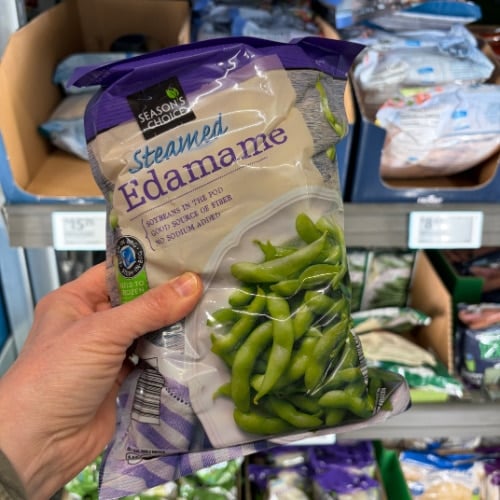 SEASON'S
CHOICE
Steamed
Edamame
SOYBEANS IN THE POD
GOOD SOURCE OF FIBER
NO SODIUM ADDED